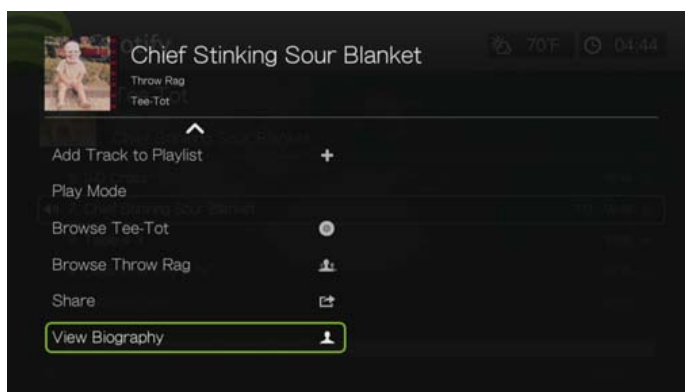 Chief Stinking Sour Blanket
70°F
04:44
Throw Rag
Tee-Tot
Add Track to Playlist
Play Mode
Browse Tee-Tot
Browse Throw Rag
Share
View Biography